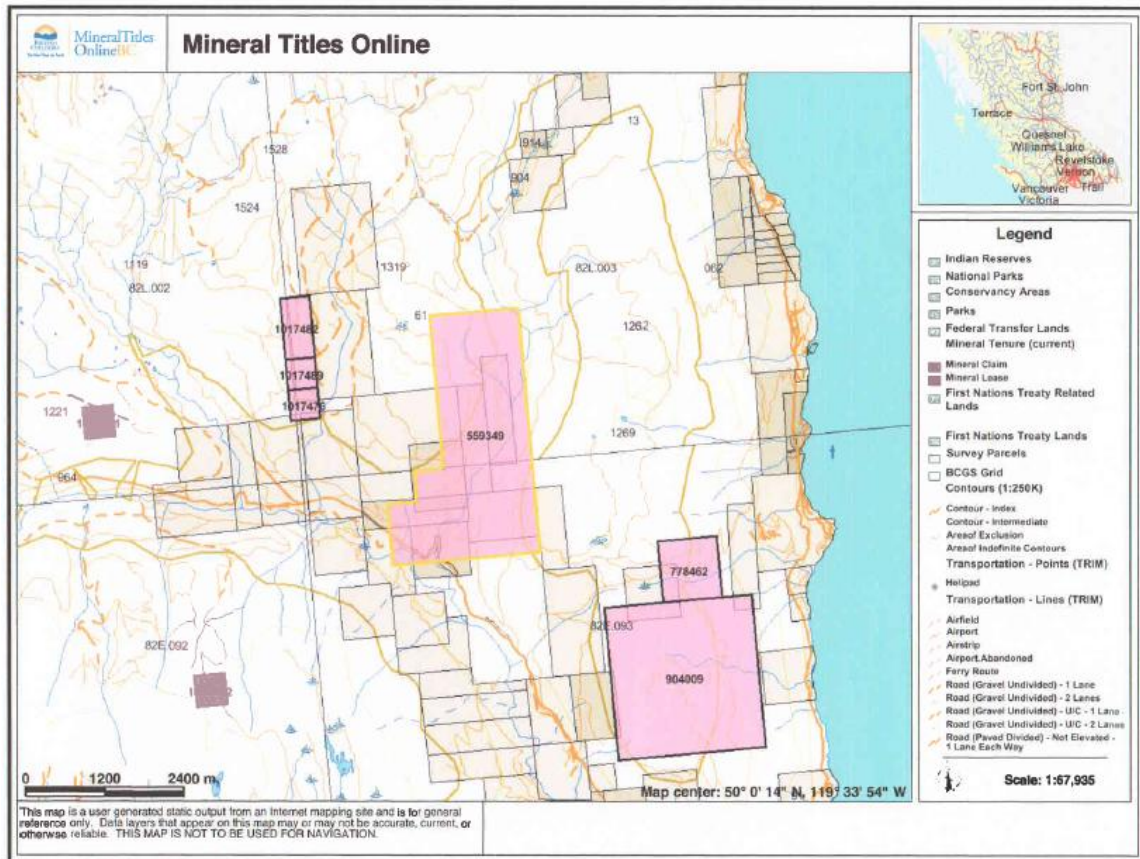 BRITISH
COLUMBIA
MineralTitles
OnlineBC
Mineral Titles Online
Fort St. John
Terrace
Quesnel
Williams Lake
Revelstoke
Vernon
Vancouver
Trail
Victoria
13
1528
914
904
1524
1119
1319
82L.003
062
82L.002
1017482
61
1262
1017489
1017479
1221
559349
1269
964
778462
82E.093
82E.092
904009
0 1200 2400 m
Map center: 50° 0' 14" N, 119° 33' 54" W
Legend
Indian Reserves
National Parks
Conservancy Areas
Parks
Federal Transfer Lands
Mineral Tenure (current)
Mineral Claim
Mineral Lease
First Nations Treaty Related
Lands
First Nations Treaty Lands
Survey Parcels
BCGS Grid
Contours (1:250K)
Contour - Index
Contour - Intermediate
Areaof Exclusion
Areaof Indefinite Contours
Transportation - Points (TRIM)
Helipad
Transportation - Lines (TRIM)
Airfield
Airport
Airstrip
Airport.Abandoned
Ferry Route
Road (Gravel Undivided) - 1 Lane
Road (Gravel Undivided) - 2 Lanes
Road (Gravel Undivided) - U/C - 1 Lane
Road (Gravel Undivided) - U/C - 2 Lanes
Road (Paved Divided) - Not Elevated -
1 Lane Each Way
Scale: 1:67,935
This map is a user generated static output from an Internet mapping site and is for general
reference only. Data layers that appear on this map may or may not be accurate, current, or
otherwise reliable. THIS MAP IS NOT TO BE USED FOR NAVIGATION.